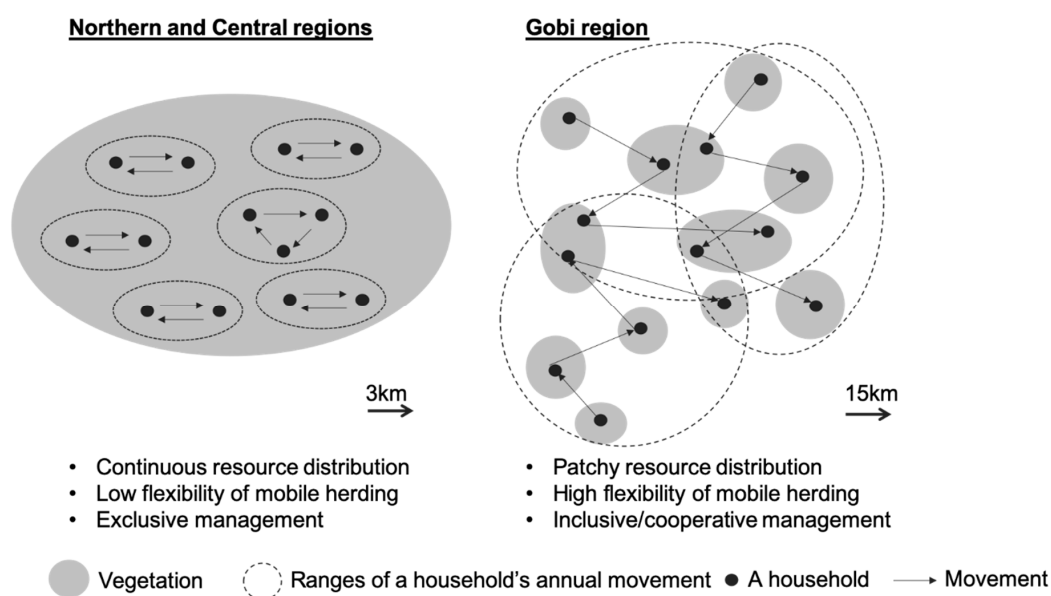 Northern and Central regions
Gobi region
3km
15km
• Continuous resource distribution
• Low flexibility of mobile herding
• Exclusive management
• Patchy resource distribution
• High flexibility of mobile herding
• Inclusive/cooperative management
Vegetation
Ranges of a household's annual movement
A household
Movement